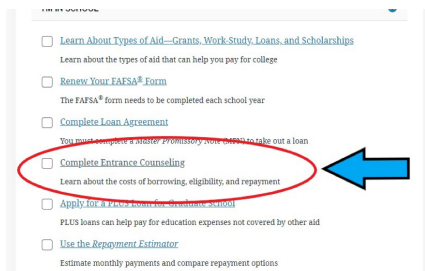 I'M IN SCHOOL
Learn About Types of Aid—Grants, Work-Study, Loans, and Scholarships
Learn about the types of aid that can help you pay for college
Renew Your FAFSA® Form
The FAFSA® form needs to be completed each school year
Complete Loan Agreement
You must complete a Master Promissory Note (MPN) to take out a loan
Complete Entrance Counseling
Learn about the costs of borrowing, eligibility, and repayment
Apply for a PLUS Loan for Graduate School
PLUS loans can help pay for education expenses not covered by other aid
Use the Repayment Estimator
Estimate monthly payments and compare repayment options